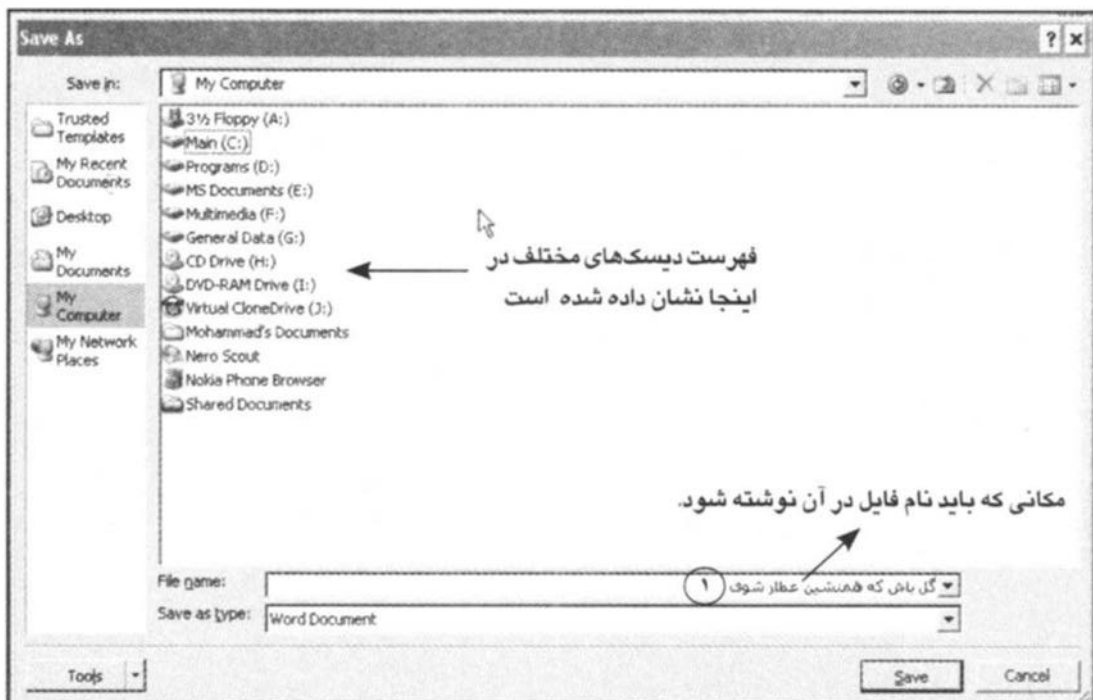 Save As
Save in:
My Computer
Trusted
Templates
My Recent
Documents
Desktop
My
Documents
My
Computer
My Network
Places
3½ Floppy (A:)
Main (C:)
Programs (D:)
MS Documents (E:)
Multimedia (F:)
General Data (G:)
CD Drive (H:)
DVD-RAM Drive (I:)
Virtual CloneDrive (J:)
Mohammad's Documents
Nero Scout
Nokia Phone Browser
Shared Documents
فهرست دیسک‌های مختلف در
اینجا نشان داده شده است
مکانی که باید نام فایل در آن نوشته شود.
File name:
گل باش که همنشین عطار شوی ۱
Save as type:
Word Document
Tools
Save
Cancel